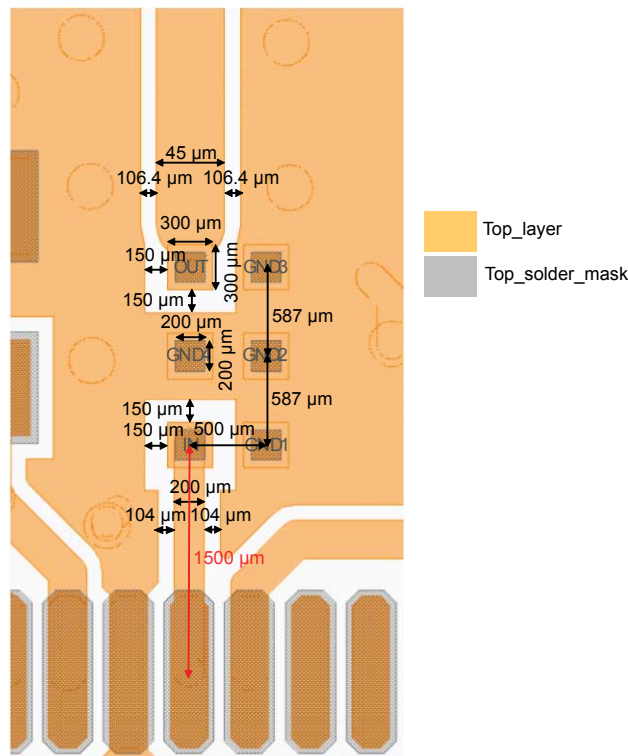 45 µm
106.4 µm
106.4 µm
300 µm
150 µm
OUT
300 µm
GND3
150 µm
587 µm
200 µm
GND4
200 µm
GND2
587 µm
150 µm
150 µm
500 µm
IN
GND1
200 µm
104 µm
104 µm
1500 µm
Top_layer
Top_solder_mask